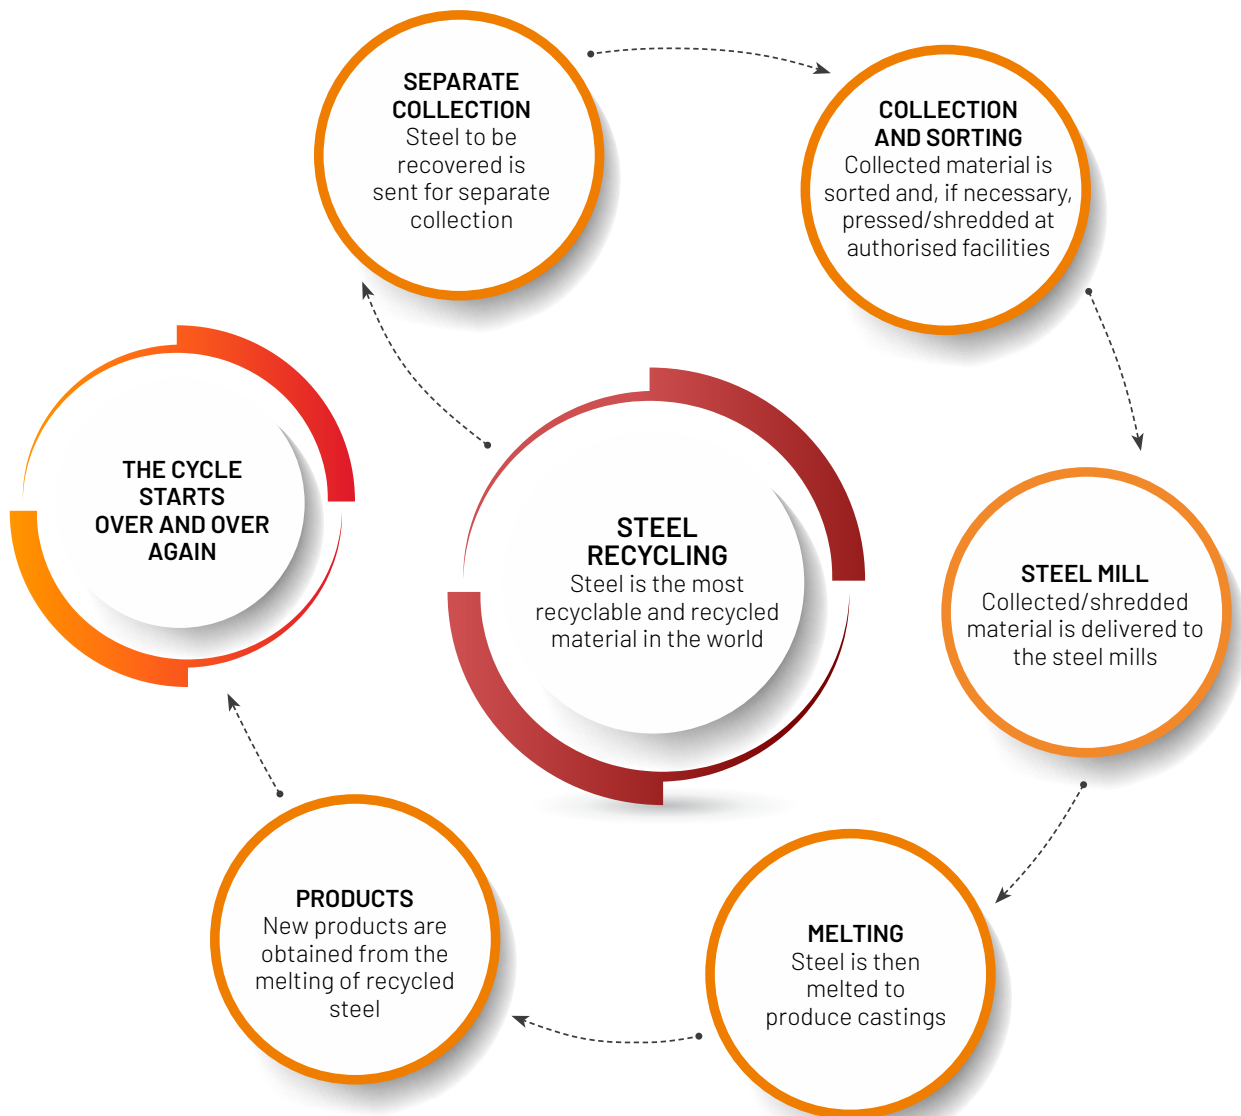 SEPARATE
COLLECTION
Steel to be
recovered is
sent for separate
collection
COLLECTION
AND SORTING
Collected material is
sorted and, if necessary,
pressed/shredded at
authorised facilities
STEEL MILL
Collected/shredded
material is delivered to
the steel mills
MELTING
Steel is then
melted to
produce castings
PRODUCTS
New products are
obtained from the
melting of recycled
steel
THE CYCLE
STARTS
OVER AND OVER
AGAIN
STEEL
RECYCLING
Steel is the most
recyclable and recycled
material in the world